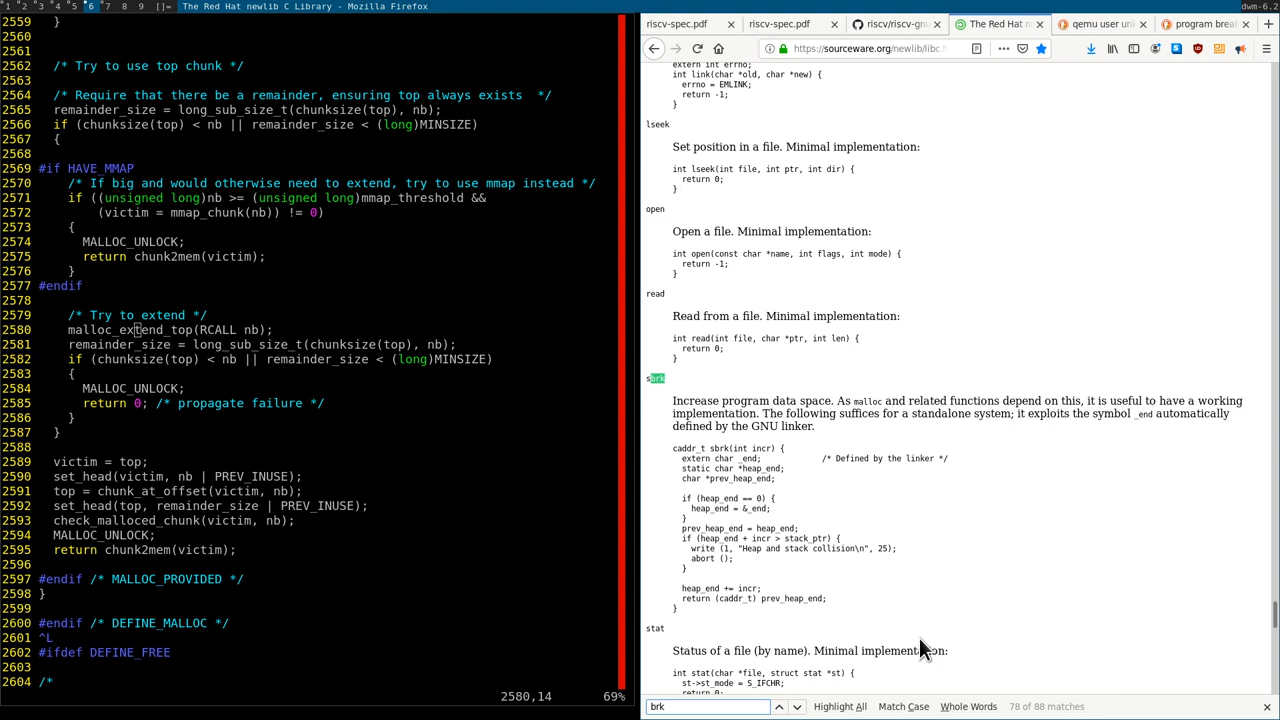 1 2 3 4 5 6 7 8 9 []= The Red Hat newlib C Library - Mozilla Firefox dwm-6.2
2559 }
2560
2561
2562 /* Try to use top chunk */
2563
2564 /* Require that there be a remainder, ensuring top always exists  */
2565 remainder_size = long_sub_size_t(chunksize(top), nb);
2566 if (chunksize(top) < nb || remainder_size < (long)MINSIZE)
2567 {
2568
2569 #if HAVE_MMAP
2570 /* If big and would otherwise need to extend, try to use mmap instead */
2571 if ((unsigned long)nb >= (unsigned long)mmap_threshold &&
2572 (victim = mmap_chunk(nb)) != 0)
2573 {
2574 MALLOC_UNLOCK;
2575 return chunk2mem(victim);
2576 }
2577 #endif
2578
2579 /* Try to extend */
2580 malloc_extend_top(RCALL nb);
2581 remainder_size = long_sub_size_t(chunksize(top), nb);
2582 if (chunksize(top) < nb || remainder_size < (long)MINSIZE)
2583 {
2584 MALLOC_UNLOCK;
2585 return 0; /* propagate failure */
2586 }
2587 }
2588
2589 victim = top;
2590 set_head(victim, nb | PREV_INUSE);
2591 top = chunk_at_offset(victim, nb);
2592 set_head(top, remainder_size | PREV_INUSE);
2593 check_malloced_chunk(victim, nb);
2594 MALLOC_UNLOCK;
2595 return chunk2mem(victim);
2596
2597 #endif /* MALLOC_PROVIDED */
2598 }
2599
2600 #endif /* DEFINE_MALLOC */
2601 ^L
2602 #ifdef DEFINE_FREE
2603
2604 /*
2580,14 69%
riscv-spec.pdf riscv-spec.pdf riscv/riscv-gn The Red Hat n qemu user un program brea
https://sourceware.org/newlib/libc.h
extern int errno;
int link(char *old, char *new) {
errno = EMLINK;
return -1;
}
lseek
Set position in a file. Minimal implementation:
int lseek(int file, int ptr, int dir) {
return 0;
}
open
Open a file. Minimal implementation:
int open(const char *name, int flags, int mode) {
return -1;
}
read
Read from a file. Minimal implementation:
int read(int file, char *ptr, int len) {
return 0;
}
sbrk
Increase program data space. As malloc and related functions depend on this, it is useful to have a working
implementation. The following suffices for a standalone system; it exploits the symbol _end automatically
defined by the GNU linker.
caddr_t sbrk(int incr) {
extern char _end; /* Defined by the linker */
static char *heap_end;
char *prev_heap_end;
if (heap_end == 0) {
heap_end = &_end;
}
prev_heap_end = heap_end;
if (heap_end + incr > stack_ptr) {
write (1, "Heap and stack collision\n", 25);
abort ();
}
heap_end += incr;
return (caddr_t) prev_heap_end;
}
stat
Status of a file (by name). Minimal implementation:
int stat(char *file, struct stat *st) {
st->st_mode = S_IFCHR;
return 0;
brk Highlight All Match Case Whole Words 78 of 88 matches